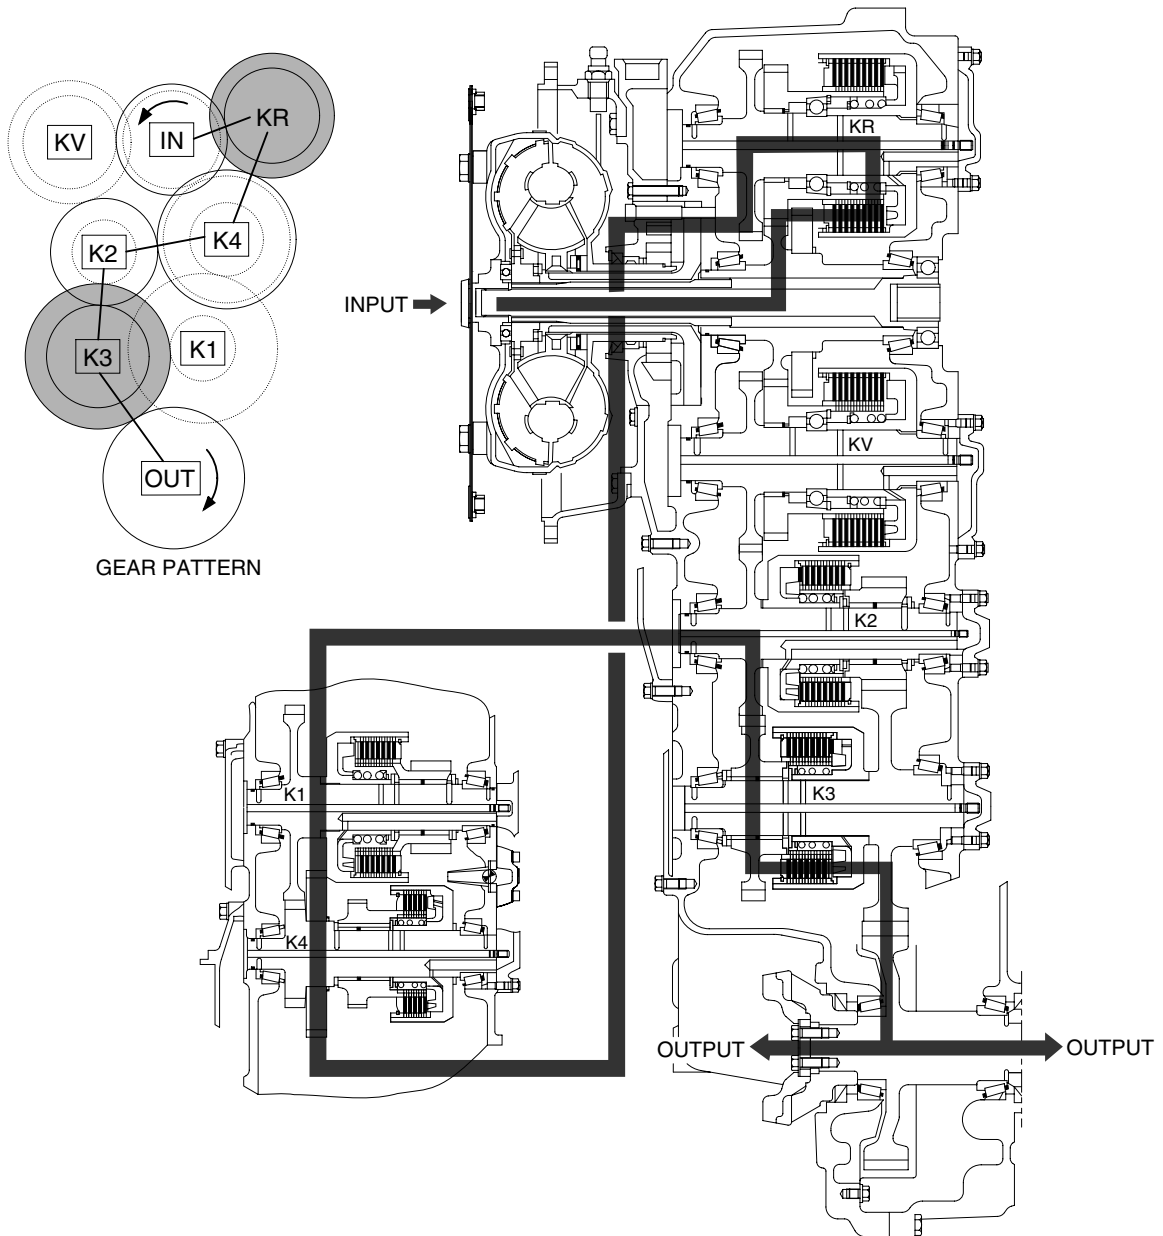 KV
IN
KR
K2
K4
K3
K1
OUT
GEAR PATTERN
INPUT
KR
KV
K2
K3
K1
K4
OUTPUT
OUTPUT